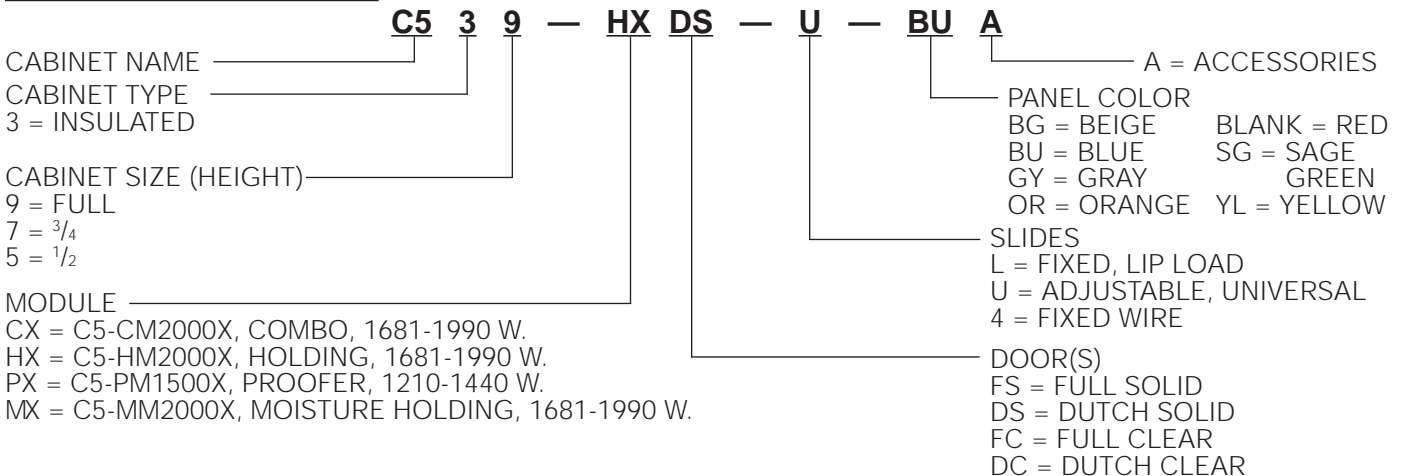 C5 3 9 — HX DS — U — BU A
CABINET NAME
CABINET TYPE
3 = INSULATED
CABINET SIZE (HEIGHT)
9 = FULL
7 = 3/4
5 = 1/2
MODULE
CX = C5-CM2000X, COMBO, 1681-1990 W.
HX = C5-HM2000X, HOLDING, 1681-1990 W.
PX = C5-PM1500X, PROOFER, 1210-1440 W.
MX = C5-MM2000X, MOISTURE HOLDING, 1681-1990 W.
A = ACCESSORIES
PANEL COLOR
BG = BEIGE BLANK = RED
BU = BLUE SG = SAGE
GY = GRAY GREEN
OR = ORANGE YL = YELLOW
SLIDES
L = FIXED, LIP LOAD
U = ADJUSTABLE, UNIVERSAL
4 = FIXED WIRE
DOOR(S)
FS = FULL SOLID
DS = DUTCH SOLID
FC = FULL CLEAR
DC = DUTCH CLEAR